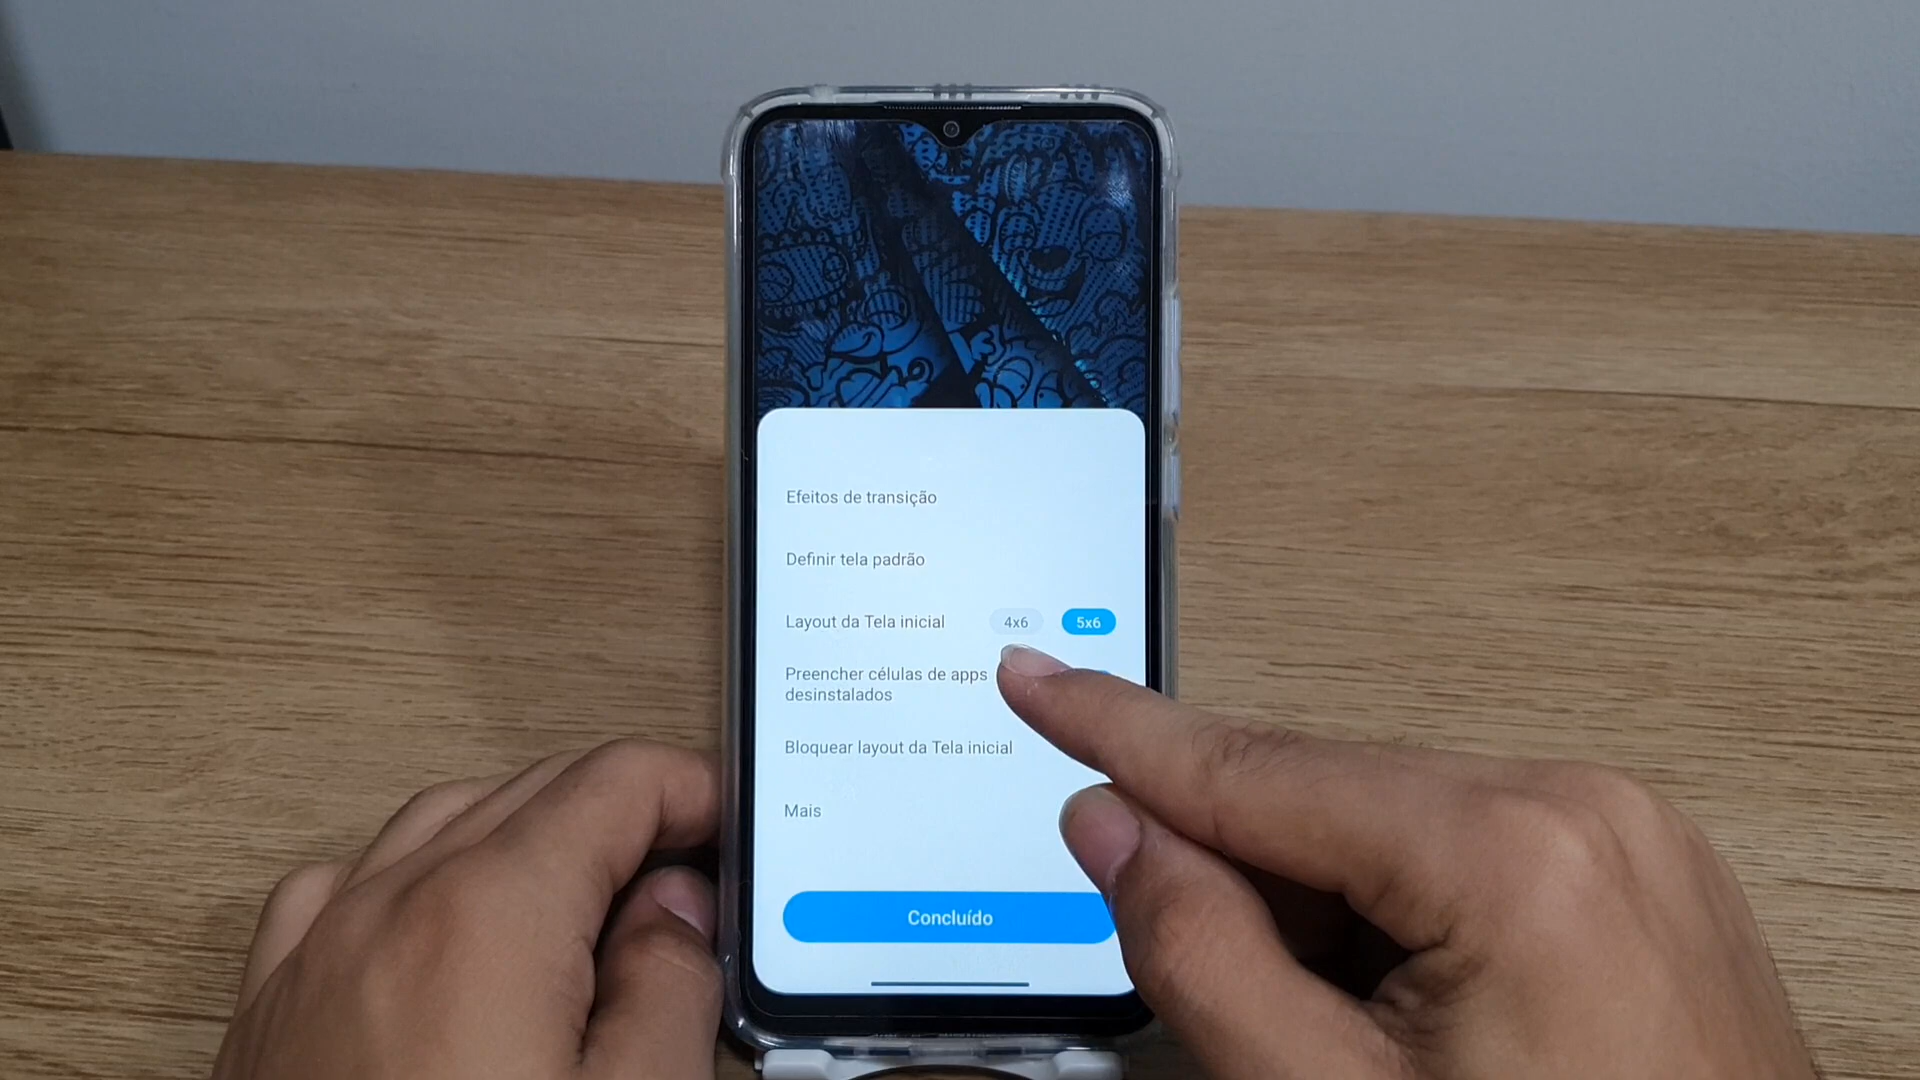 Efeitos de transição
Definir tela padrão
Layout da Tela inicial 4x6 5x6
Preencher células de apps
desinstalados
Bloquear layout da Tela inicial
Mais
Concluído